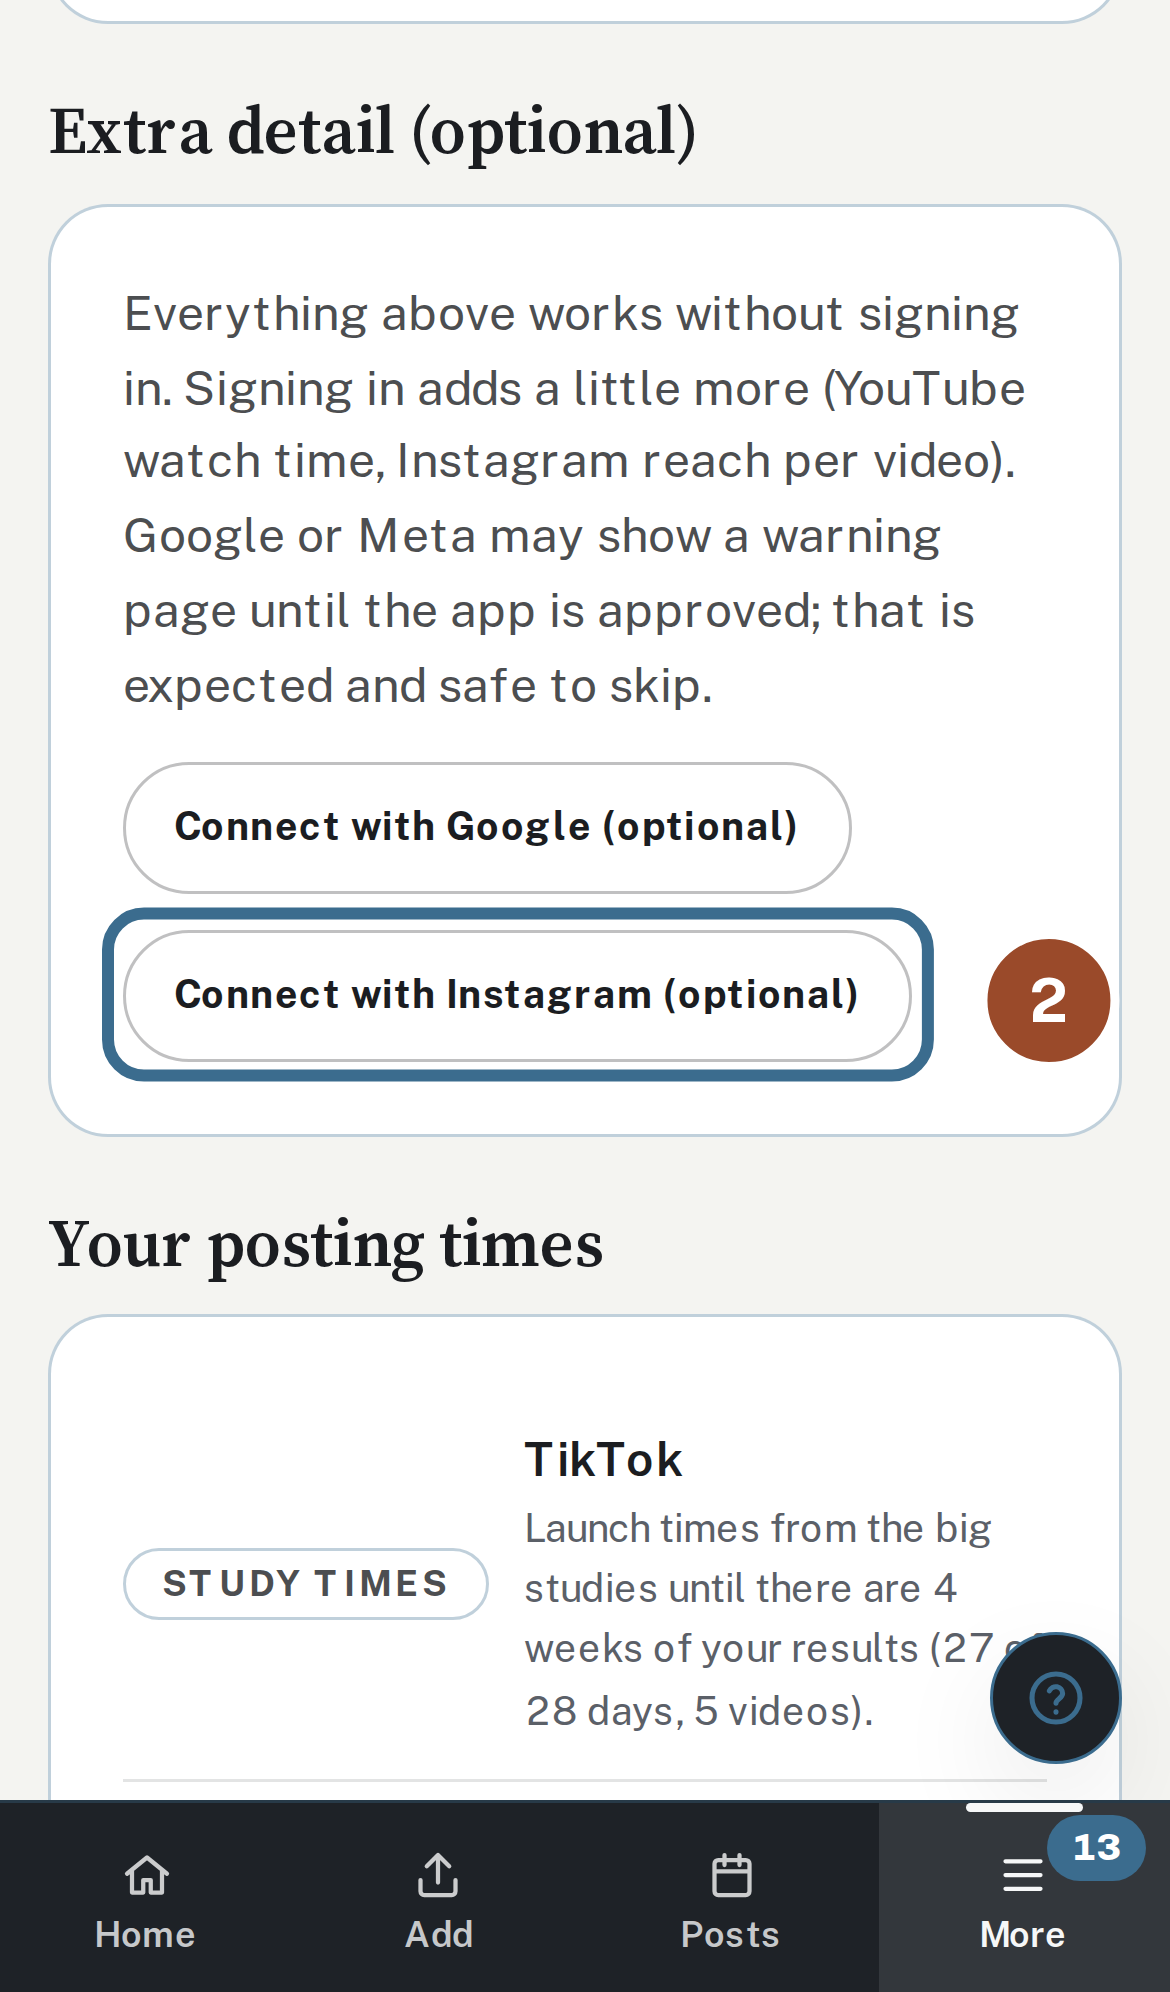 Extra detail (optional)
Everything above works without signing
in. Signing in adds a little more (YouTube
watch time, Instagram reach per video).
Google or Meta may show a warning
page until the app is approved; that is
expected and safe to skip.
Connect with Google (optional)
Connect with Instagram (optional)
2
Your posting times
TikTok
STUDY TIMES
Launch times from the big
studies until there are 4
weeks of your results (27
28 days, 5 videos).
13
Home
Add
Posts
More